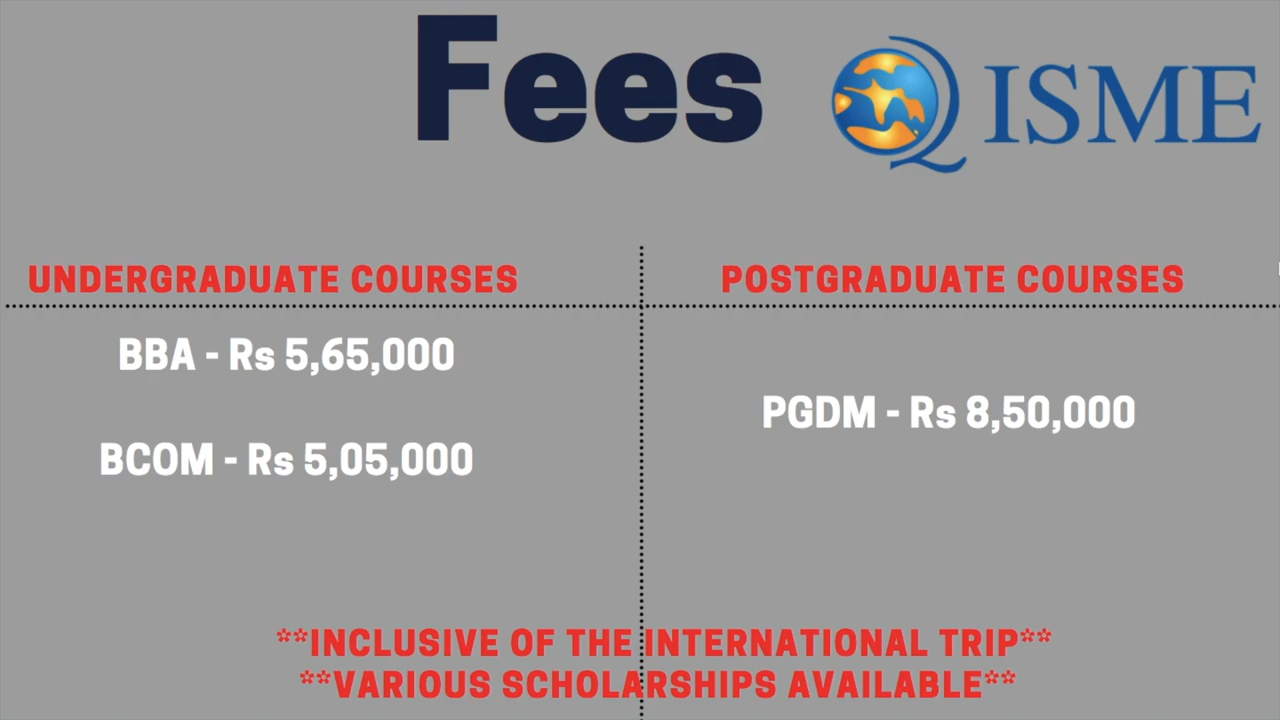 Fees
ISME
UNDERGRADUATE COURSES
BBA - Rs 5,65,000
BCOM - Rs 5,05,000
POSTGRADUATE COURSES
PGDM - Rs 8,50,000
**INCLUSIVE OF THE INTERNATIONAL TRIP**
**VARIOUS SCHOLARSHIPS AVAILABLE**